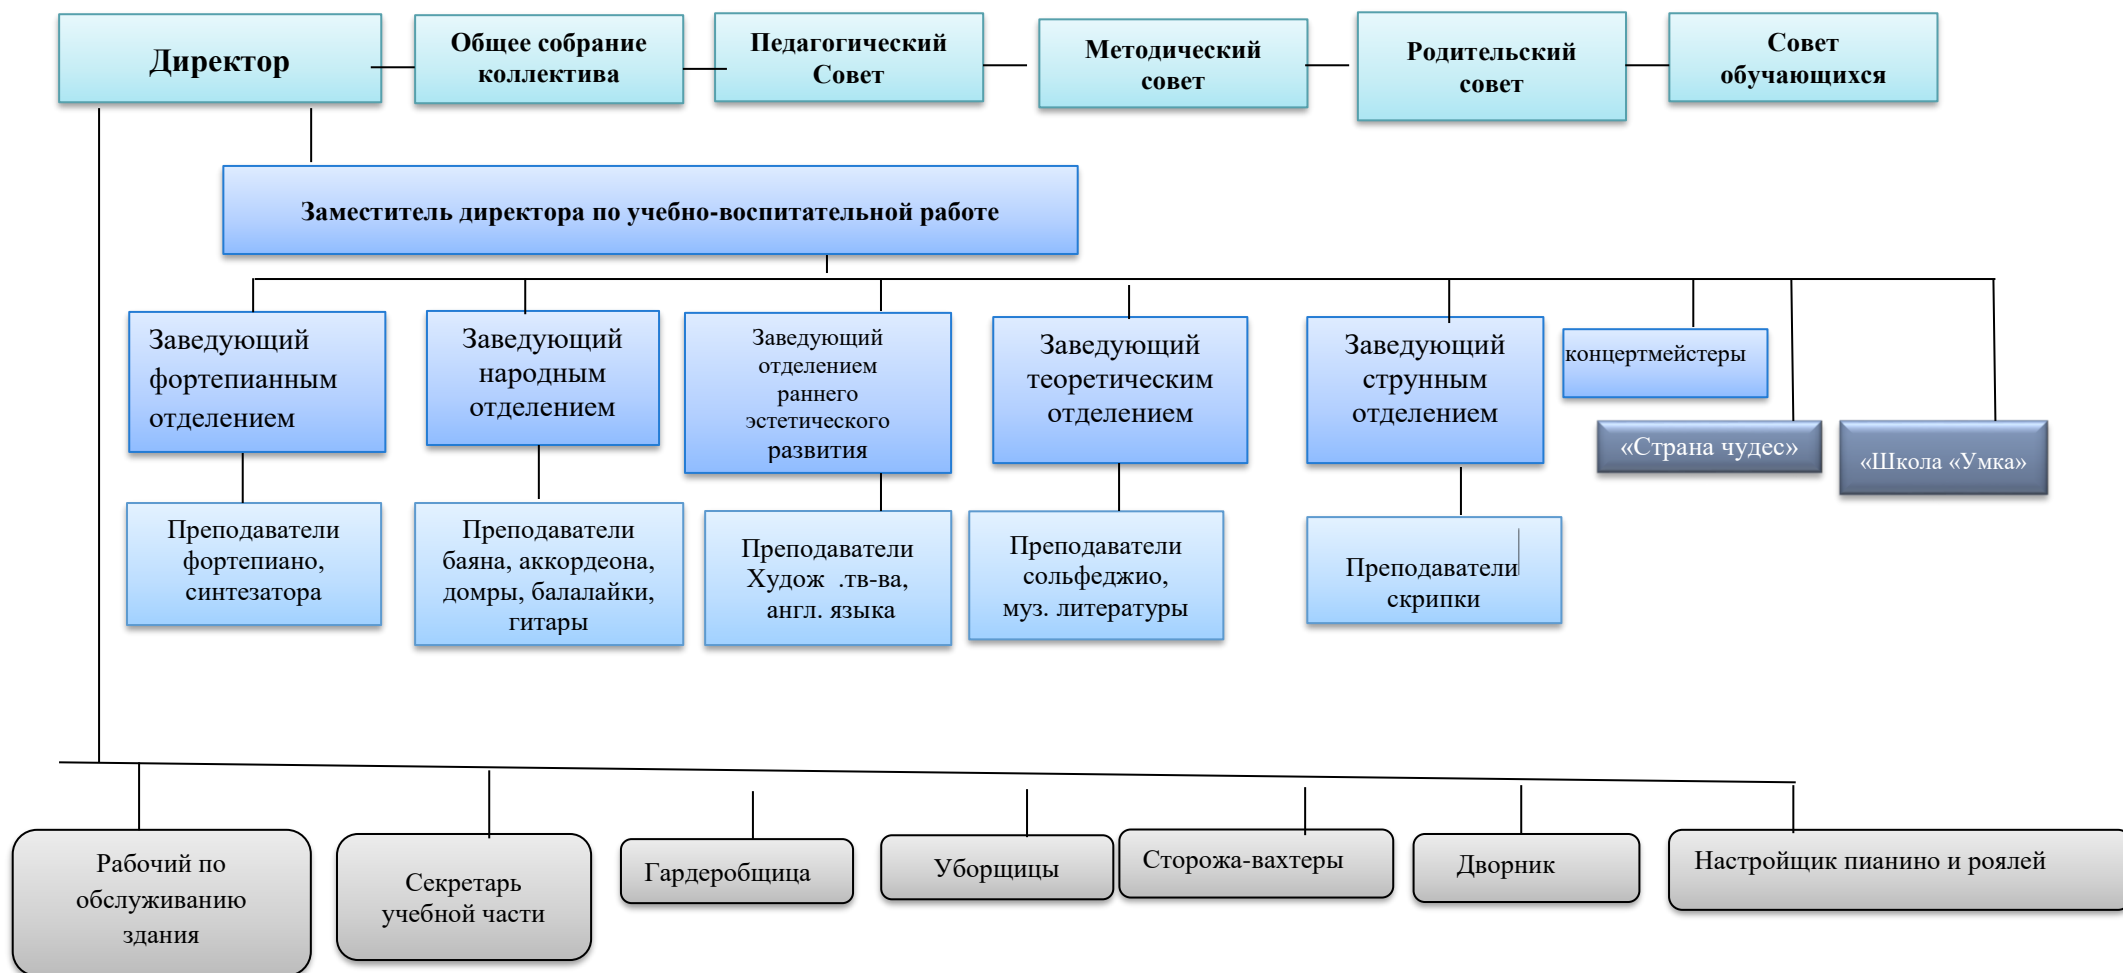 Директор
Общее собрание
коллектива
Педагогический
Совет
Методический
совет
Родительский
совет
Совет
обучающихся
Заместитель директора по учебно-воспитательной работе
Заведующий
фортепианным
отделением
Заведующий
народным
отделением
Заведующий
отделением
раннего
эстетического
развития
Заведующий
теоретическим
отделением
Заведующий
струнным
отделением
концертмейстеры
«Страна чудес»
«Школа «Умка»
Преподаватели
фортепиано,
синтезатора
Преподаватели
баяна, аккордеона,
домры, балалайки,
гитары
Преподаватели
Худож .тв-ва,
англ. языка
Преподаватели
сольфеджио,
муз. литературы
Преподаватели
скрипки
Рабочий по
обслуживанию
здания
Секретарь
учебной части
Гардеробщица
Уборщицы
Сторожа-вахтеры
Дворник
Настройщик пианино и роялей